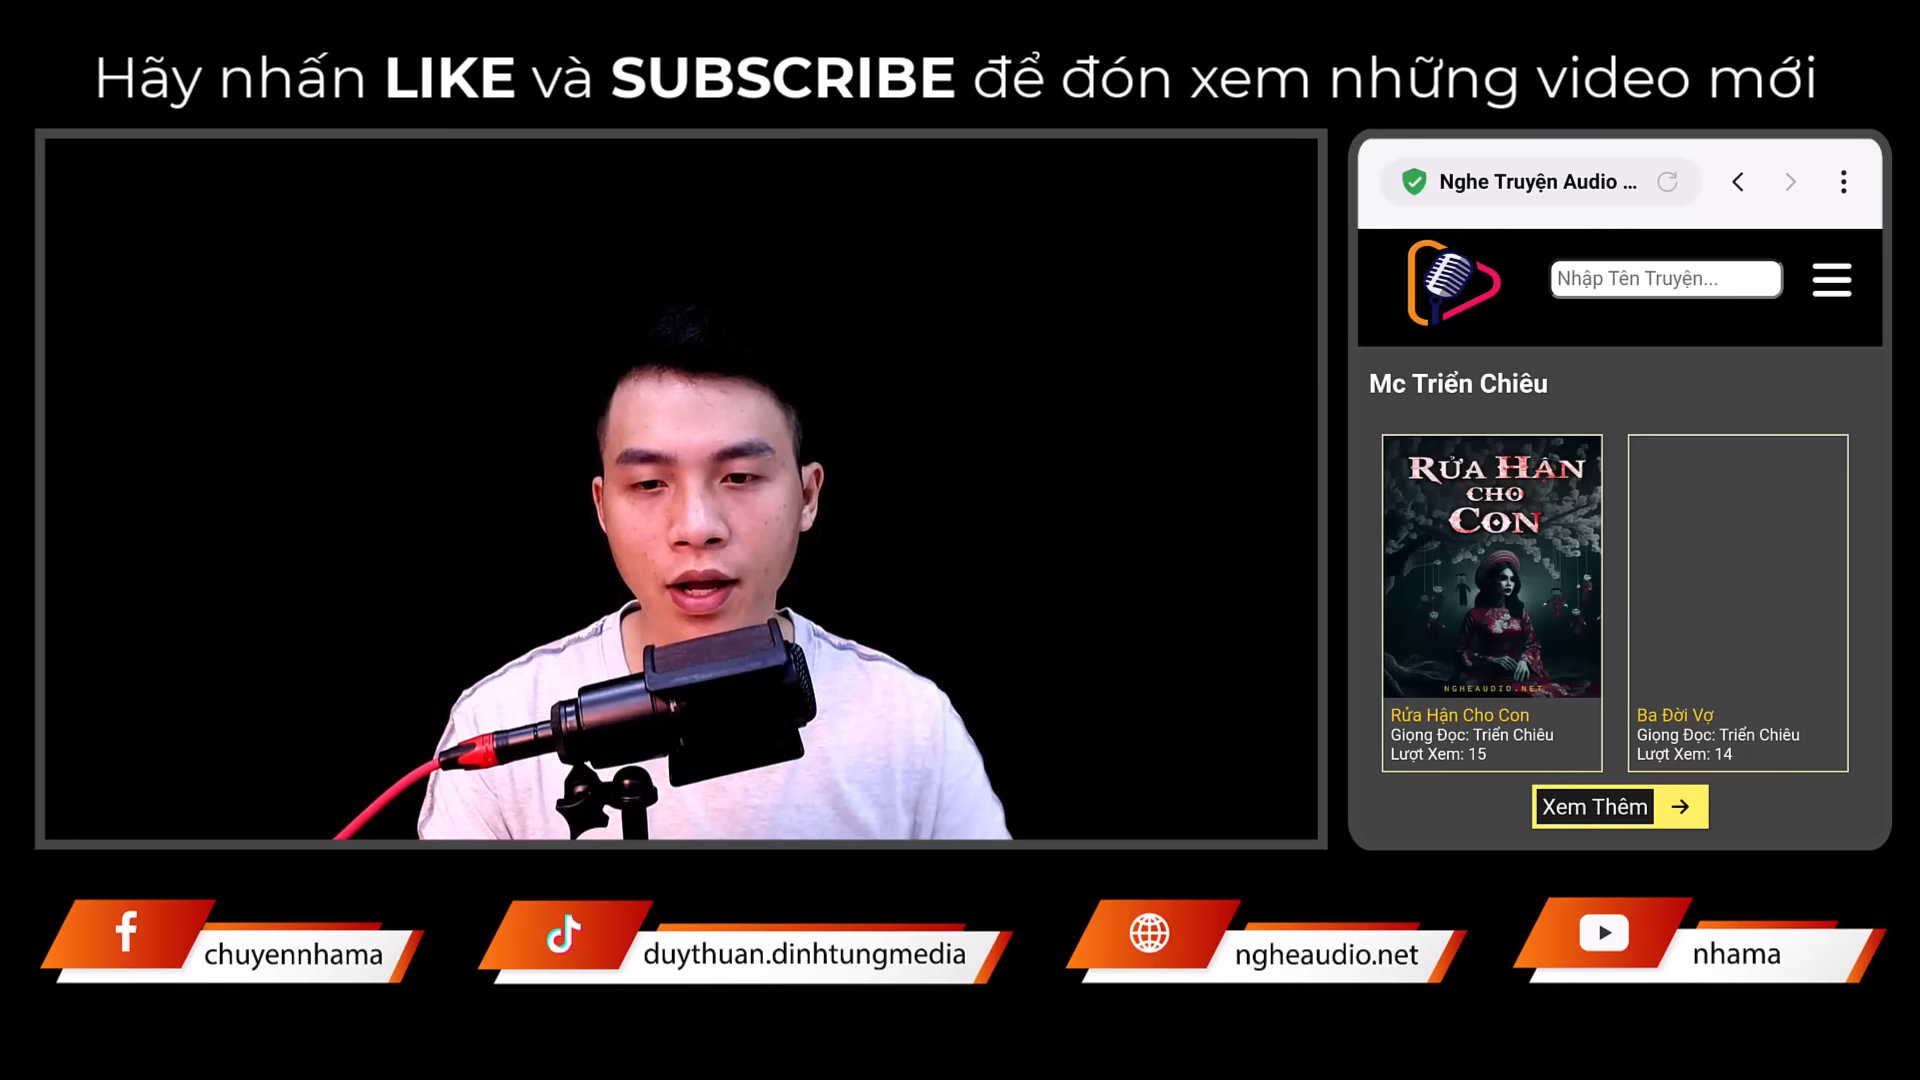 Hãy nhấn LIKE và SUBSCRIBE để đón xem những video mới
Nghe Truyện Audio ...
Nhập Tên Truyện...
Mc Triển Chiêu
RỬA HẬN
CHO
CON
NGHEAUDIO.NET
Rửa Hận Cho Con
Giọng Đọc: Triển Chiêu
Lượt Xem: 15
Ba Đời Vợ
Giọng Đọc: Triển Chiêu
Lượt Xem: 14
Xem Thêm
chuyennhama
duythuan.dinhtungmedia
ngheaudio.net
nhama